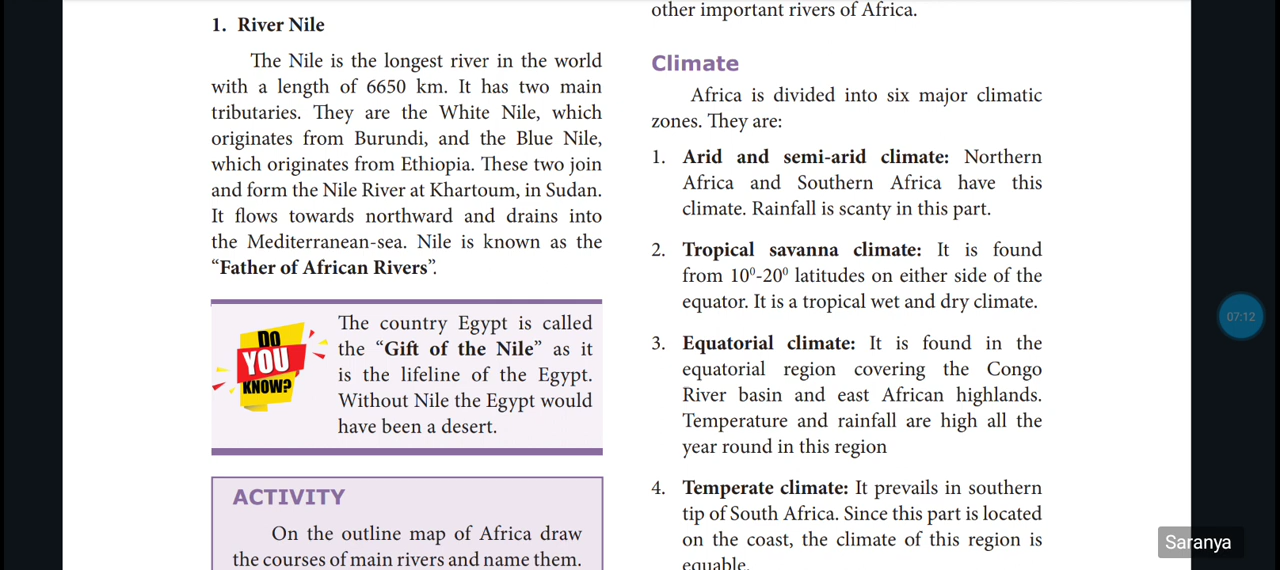 1. River Nile
The Nile is the longest river in the world
with a length of 6650 km. It has two main
tributaries. They are the White Nile, which
originates from Burundi, and the Blue Nile,
which originates from Ethiopia. These two join
and form the Nile River at Khartoum, in Sudan.
It flows towards northward and drains into
the Mediterranean-sea. Nile is known as the
“Father of African Rivers”.
DO
YOU
KNOW?
The country Egypt is called
the “Gift of the Nile” as it
is the lifeline of the Egypt.
Without Nile the Egypt would
have been a desert.
ACTIVITY
On the outline map of Africa draw
the courses of main rivers and name them.
other important rivers of Africa.
Climate
Africa is divided into six major climatic
zones. They are:
1. Arid and semi-arid climate: Northern
Africa and Southern Africa have this
climate. Rainfall is scanty in this part.
2. Tropical savanna climate: It is found
from 10⁰-20⁰ latitudes on either side of the
equator. It is a tropical wet and dry climate.
3. Equatorial climate: It is found in the
equatorial region covering the Congo
River basin and east African highlands.
Temperature and rainfall are high all the
year round in this region
4. Temperate climate: It prevails in southern
tip of South Africa. Since this part is located
on the coast, the climate of this region is
equable.
07:12
Saranya